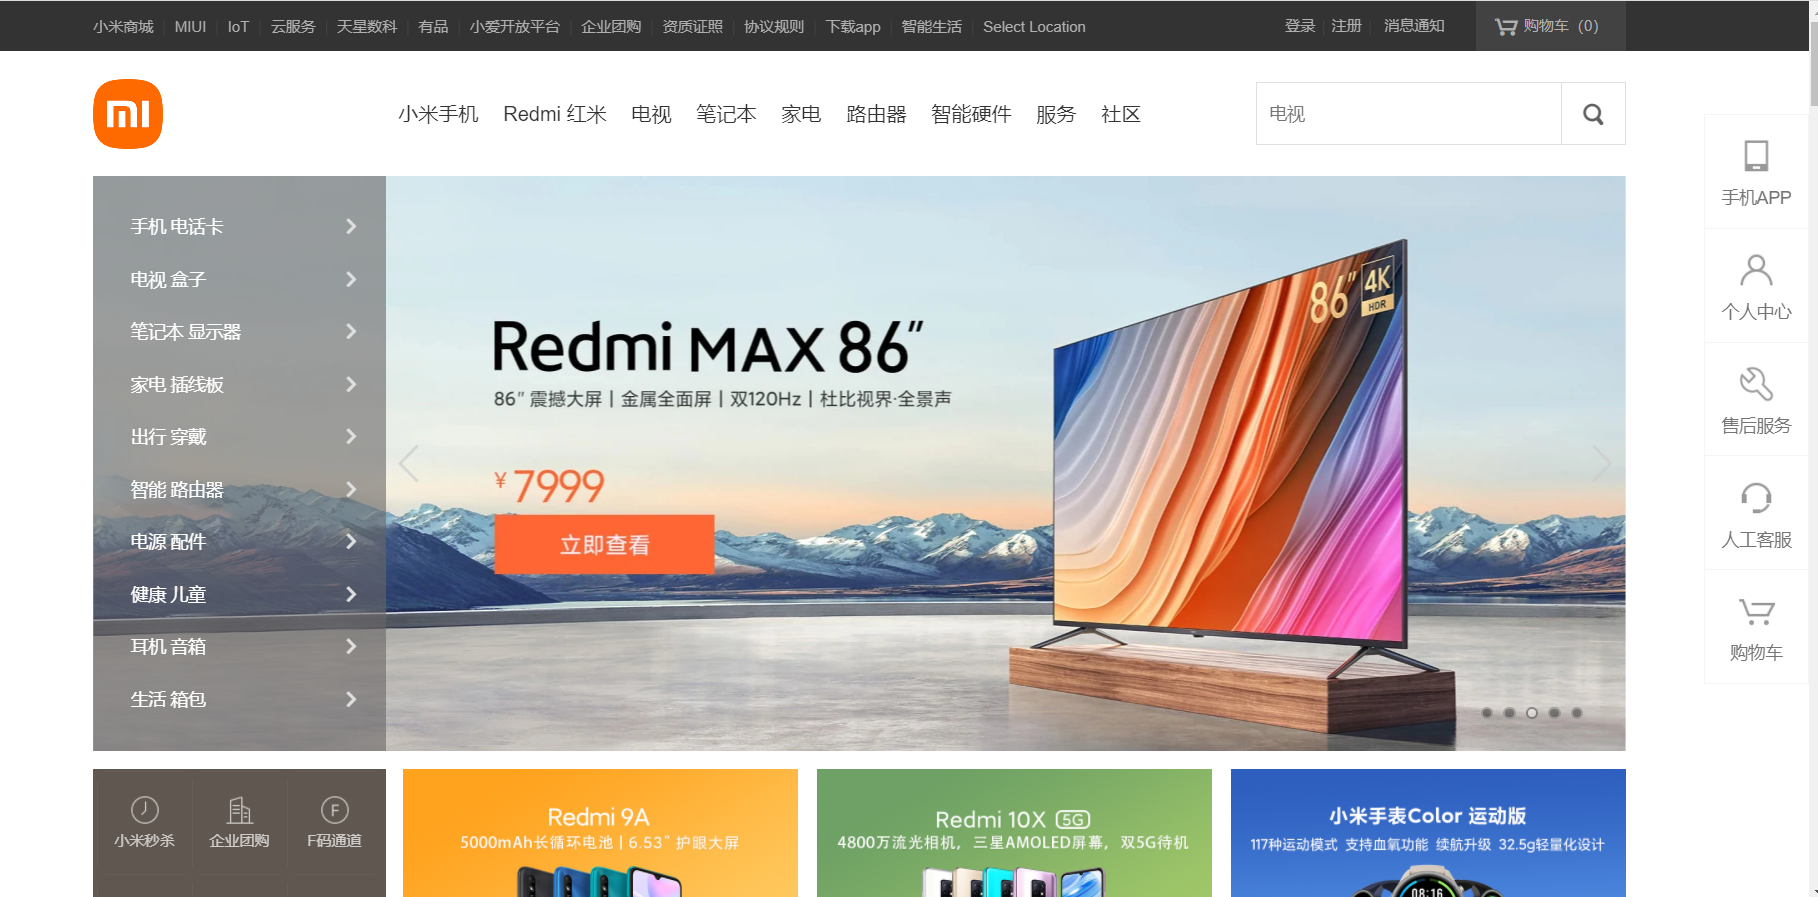 小米商城 MIUI IoT 云服务 天星数科 有品 小爱开放平台 企业团购 资质证照 协议规则 下载app 智能生活 Select Location 登录 注册 消息通知 购物车 (0)
mi 小米手机 Redmi 红米 电视 笔记本 家电 路由器 智能硬件 服务 社区 电视
手机 电话卡
电视 盒子
笔记本 显示器
家电 插线板
出行 穿戴
智能 路由器
电源 配件
健康 儿童
耳机 音箱
生活 箱包
Redmi MAX 86″
86″ 震撼大屏 | 金属全面屏 | 双120Hz | 杜比视界·全景声
¥ 7999
立即查看
86″ 4K
HDR
手机APP
个人中心
售后服务
人工客服
购物车
小米秒杀 企业团购 F码通道
F
Redmi 9A
5000mAh长循环电池 | 6.53″ 护眼大屏
Redmi 10X 5G
4800万流光相机，三星AMOLED屏幕，双5G待机
小米手表Color 运动版
117种运动模式 支持血氧功能 续航升级 32.5g轻量化设计
08:16